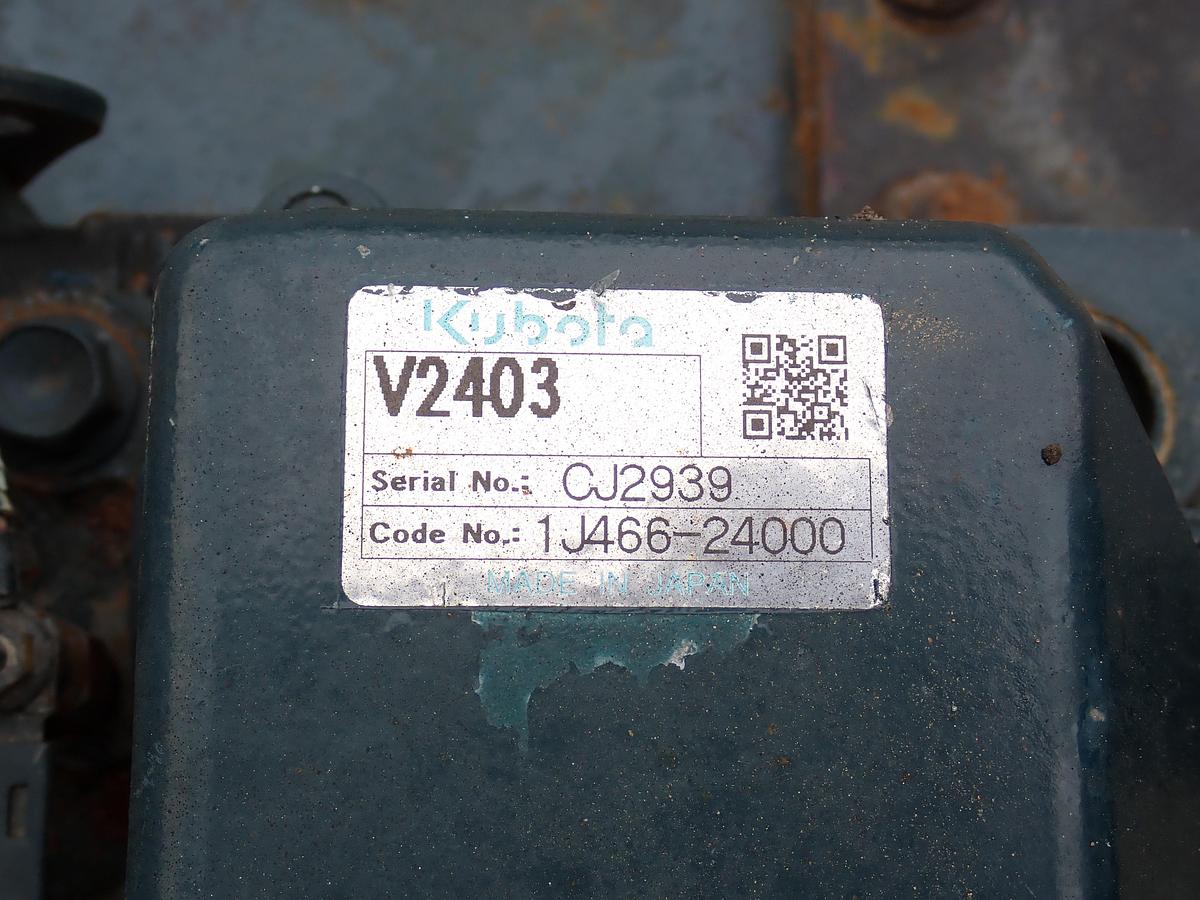 Kubota
V2403
Serial No.: CJ2939
Code No.: 1J466-24000
MADE IN JAPAN